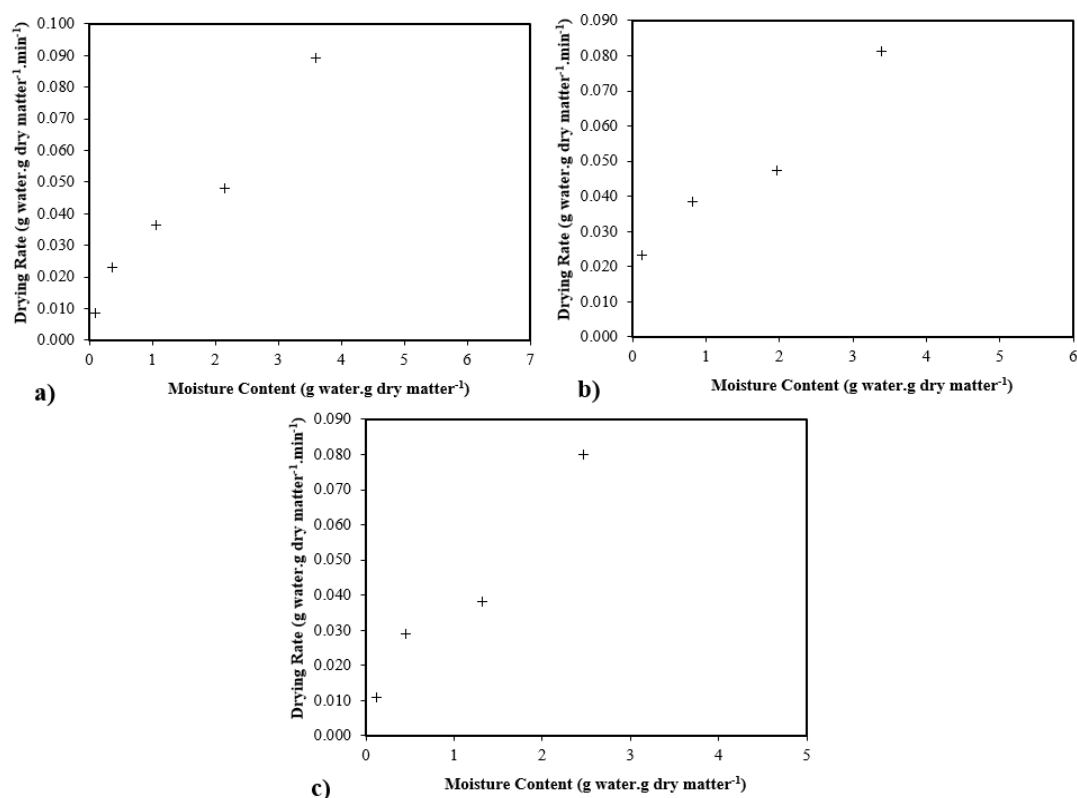 Drying Rate (g water.g dry matter⁻¹.min⁻¹)
0.100
0.090
0.080
0.070
0.060
0.050
0.040
0.030
0.020
0.010
0.000
0 1 2 3 4 5 6 7
Moisture Content (g water.g dry matter⁻¹)
a)
Drying Rate (g water.g dry matter⁻¹.min⁻¹)
0.090
0.080
0.070
0.060
0.050
0.040
0.030
0.020
0.010
0.000
0 1 2 3 4 5 6
Moisture Content (g water.g dry matter⁻¹)
b)
Drying Rate (g water.g dry matter⁻¹.min⁻¹)
0.090
0.080
0.070
0.060
0.050
0.040
0.030
0.020
0.010
0.000
0 1 2 3 4 5
Moisture Content (g water.g dry matter⁻¹)
c)